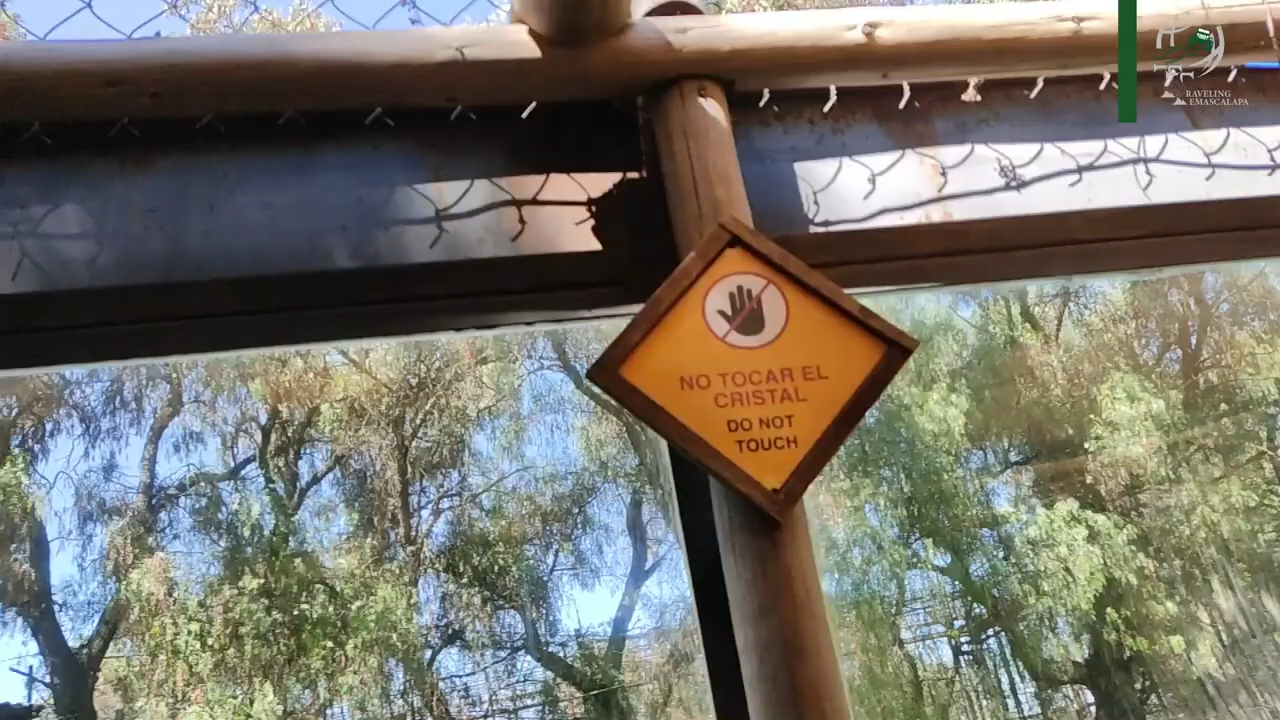 RAVELING
EMASCALAPA
NO TOCAR EL
CRISTAL
DO NOT
TOUCH